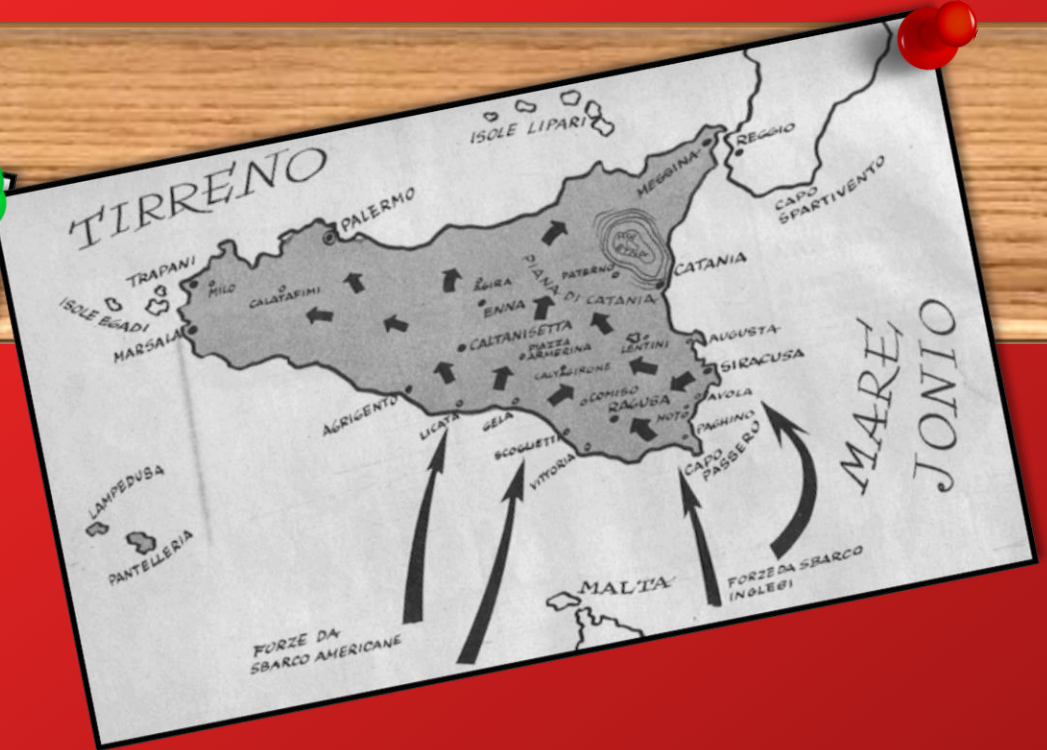 TIRRENO
ISOLE LIPARI
REGGIO
MESSINA
CAPO
SPARTIVENTO
PALERMO
TRAPANI
MILO
CALATAFIMI
ISOLE EGADI
MARSALA
PIANA DI CATANIA
PATERNO
CATANIA
AGIRA
ENNA
CALTANISETTA
PIAZZA
ARMERINA
LENTINI
AUGUSTA
SIRACUSA
CALTAGIRONE
COMISO
RAGUSA
AVOLA
NOTO
PACHINO
CAPO
PASSERO
AGRIGENTO
LICATA
GELA
SCOGLIETTI
VITTORIA
MARE
JONIO
LAMPEDUSA
PANTELLERIA
MALTA
FORZE DA SBARCO
INGLESI
FORZE DA
SBARCO AMERICANE